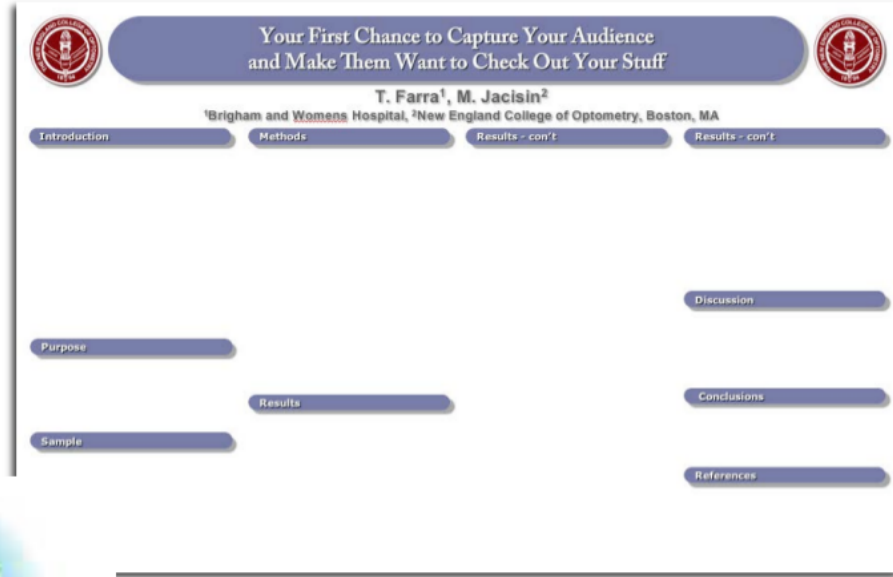 Your First Chance to Capture Your Audience
and Make Them Want to Check Out Your Stuff
T. Farra¹, M. Jacisin²
¹Brigham and Womens Hospital, ²New England College of Optometry, Boston, MA
Introduction
Purpose
Sample
Methods
Results
Results - con't
Results - con't
Discussion
Conclusions
References